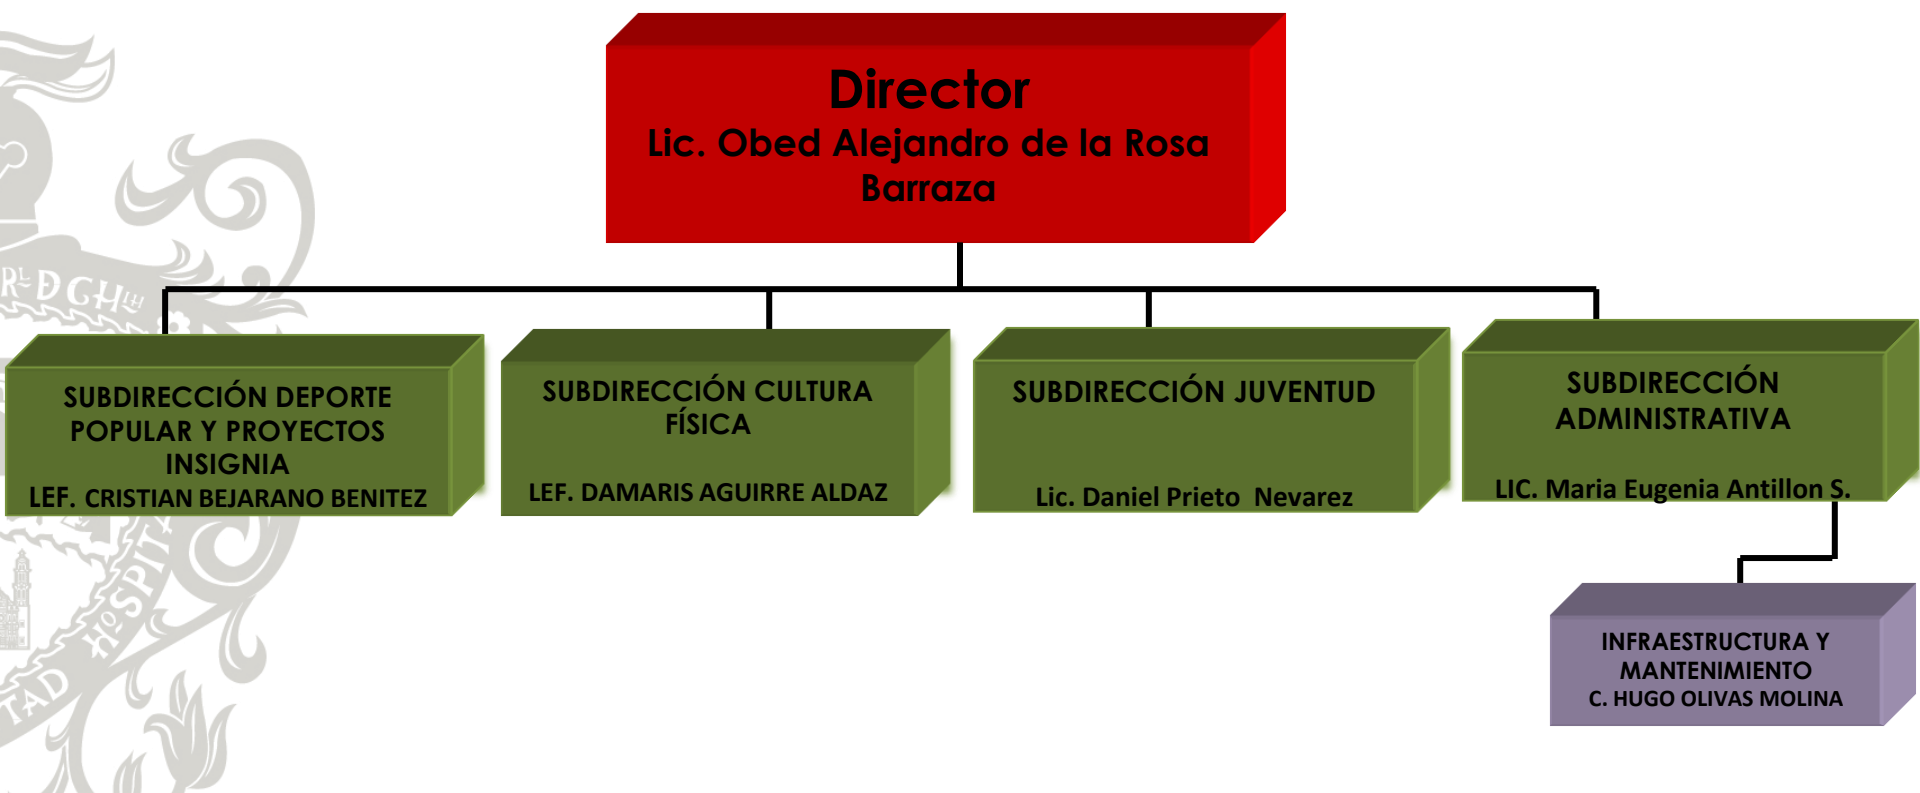 Director
Lic. Obed Alejandro de la Rosa
Barraza
SUBDIRECCIÓN DEPORTE
POPULAR Y PROYECTOS
INSIGNIA
LEF. CRISTIAN BEJARANO BENITEZ
SUBDIRECCIÓN CULTURA
FÍSICA
LEF. DAMARIS AGUIRRE ALDAZ
SUBDIRECCIÓN JUVENTUD
Lic. Daniel Prieto  Nevarez
SUBDIRECCIÓN
ADMINISTRATIVA
LIC. Maria Eugenia Antillon S.
INFRAESTRUCTURA Y
MANTENIMIENTO
C. HUGO OLIVAS MOLINA